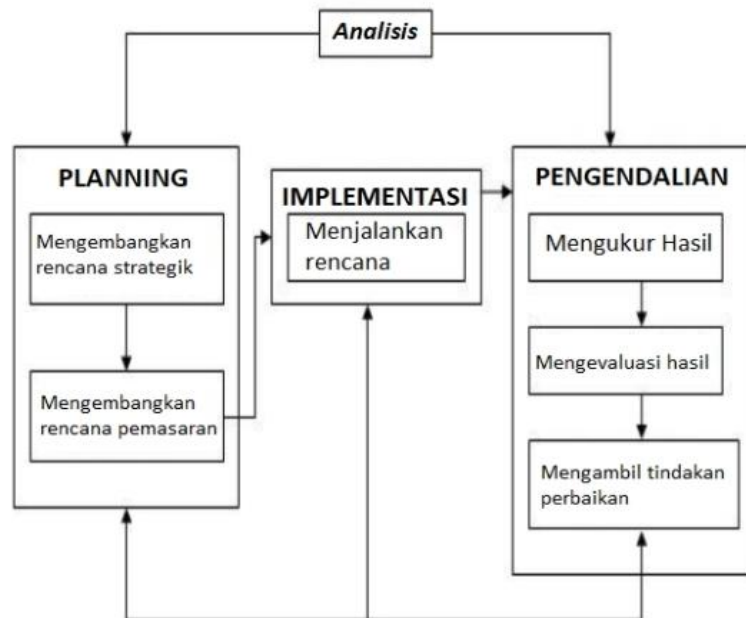 Analisis
PLANNING
Mengembangkan
rencana strategik
Mengembangkan
rencana pemasaran
IMPLEMENTASI
Menjalankan
rencana
PENGENDALIAN
Mengukur Hasil
Mengevaluasi hasil
Mengambil tindakan
perbaikan